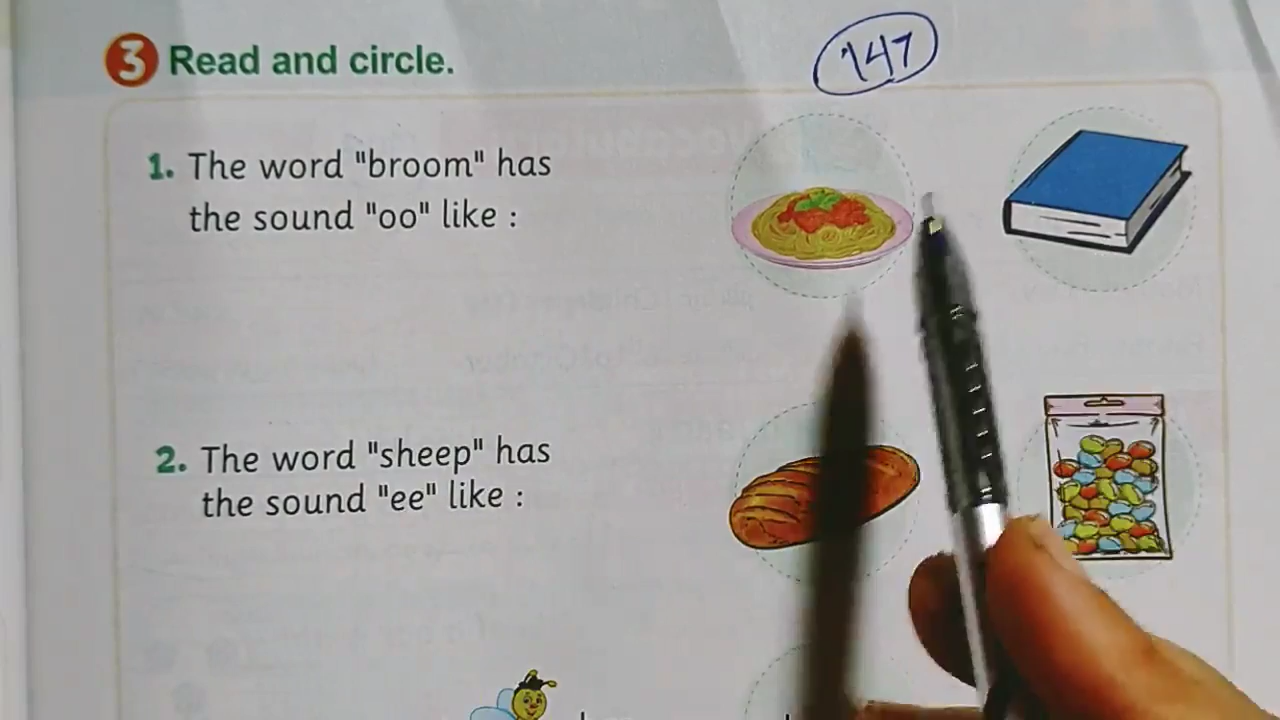 3 Read and circle.
147
1. The word "broom" has
the sound "oo" like :
2. The word "sheep" has
the sound "ee" like :